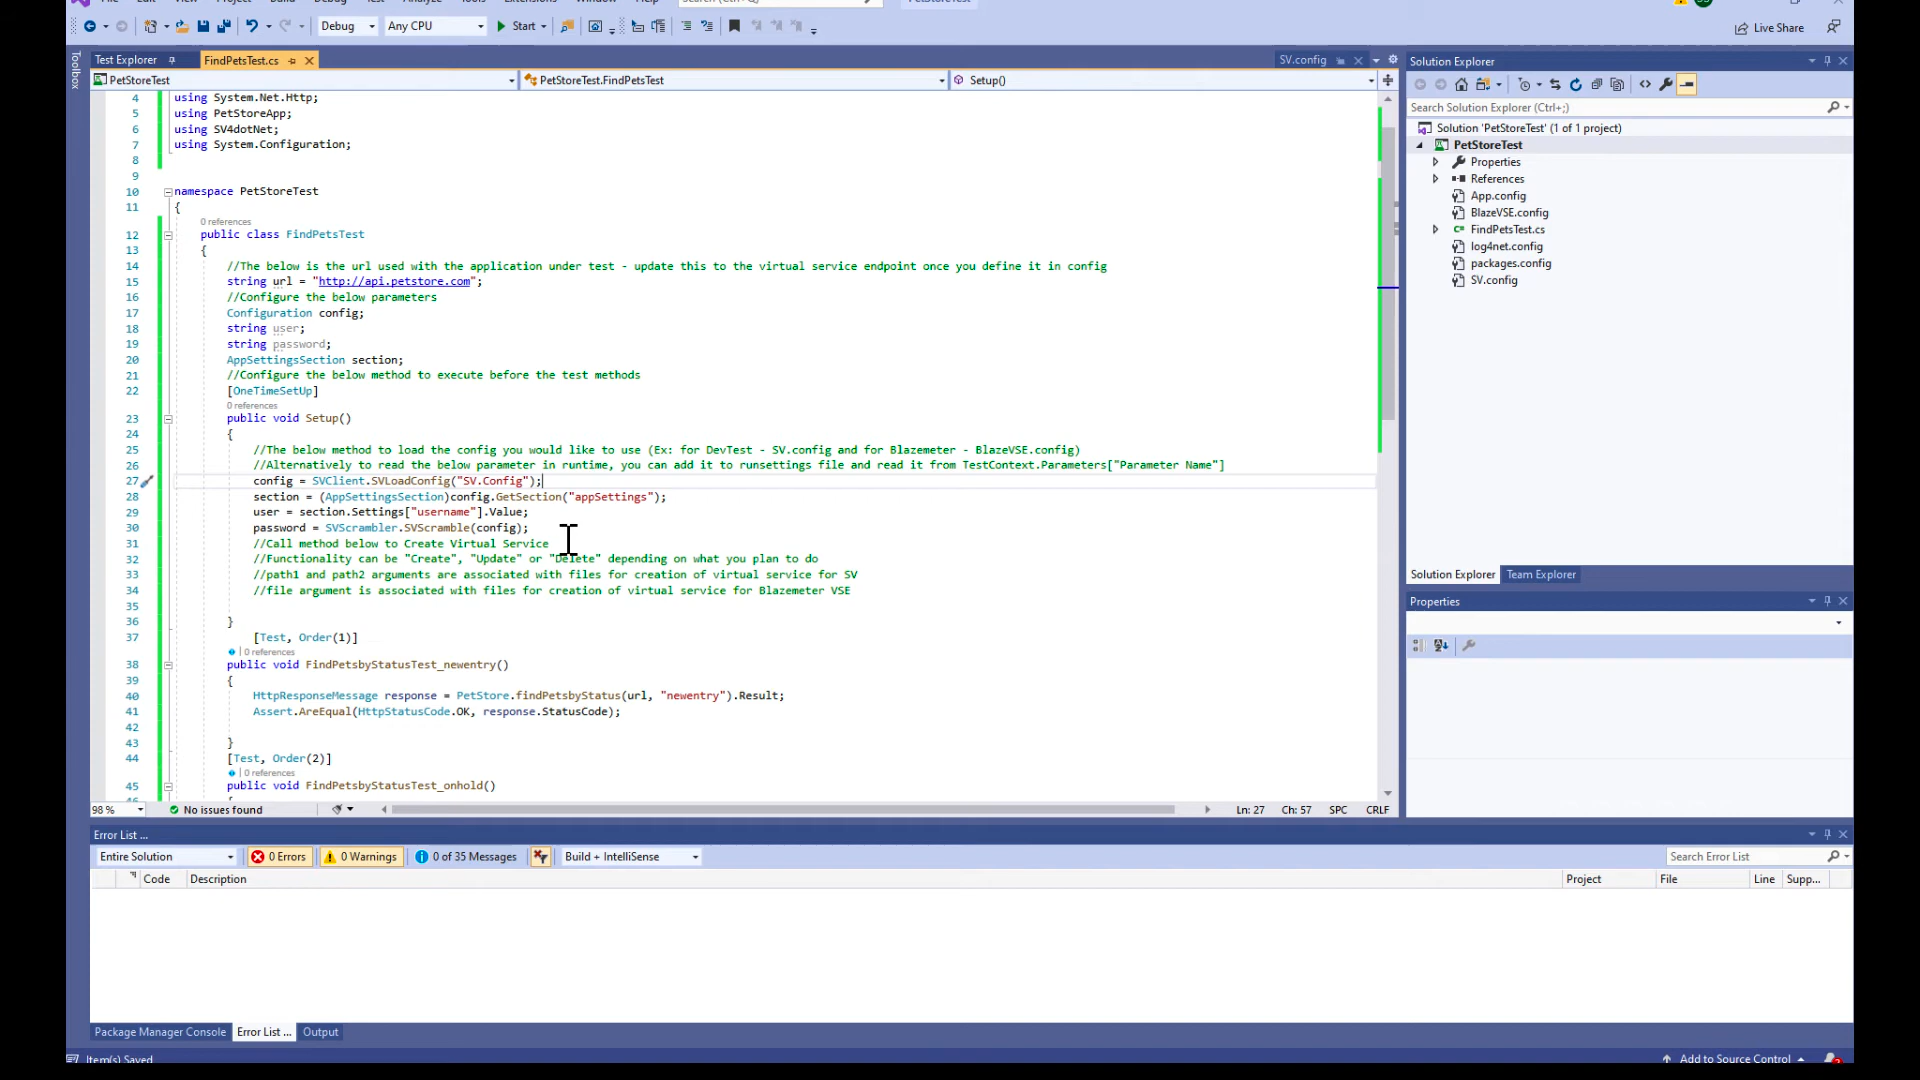 Debug
Any CPU
Start
Live Share
Toolbox
Test Explorer
FindPetsTest.cs
SV.config
PetStoreTest
PetStoreTest.FindPetsTest
Setup()
4 using System.Net.Http;
5 using PetStoreApp;
6 using SV4dotNet;
7 using System.Configuration;
8
9
10 namespace PetStoreTest
11 {
0 references
12 public class FindPetsTest
13 {
14 //The below is the url used with the application under test - update this to the virtual service endpoint once you define it in config
15 string url = "http://api.petstore.com";
16 //Configure the below parameters
17 Configuration config;
18 string user;
19 string password;
20 AppSettingsSection section;
21 //Configure the below method to execute before the test methods
22 [OneTimeSetUp]
0 references
23 public void Setup()
24 {
25 //The below method to load the config you would like to use (Ex: for DevTest - SV.config and for Blazemeter - BlazeVSE.config)
26 //Alternatively to read the below parameter in runtime, you can add it to runsettings file and read it from TestContext.Parameters["Parameter Name"]
27 config = SVClient.SVLoadConfig("SV.Config");
28 section = (AppSettingsSection)config.GetSection("appSettings");
29 user = section.Settings["username"].Value;
30 password = SVScrambler.SVScramble(config);
31 //Call method below to Create Virtual Service
32 //Functionality can be "Create", "Update" or "Delete" depending on what you plan to do
33 //path1 and path2 arguments are associated with files for creation of virtual service for SV
34 //file argument is associated with files for creation of virtual service for Blazemeter VSE
35
36 }
37 [Test, Order(1)]
0 references
38 public void FindPetsbyStatusTest_newentry()
39 {
40 HttpResponseMessage response = PetStore.findPetsbyStatus(url, "newentry").Result;
41 Assert.AreEqual(HttpStatusCode.OK, response.StatusCode);
42
43 }
44 [Test, Order(2)]
0 references
45 public void FindPetsbyStatusTest_onhold()
98 %
No issues found
Ln: 27 Ch: 57 SPC CRLF
Solution Explorer
Search Solution Explorer (Ctrl+;)
Solution 'PetStoreTest' (1 of 1 project)
PetStoreTest
Properties
References
App.config
BlazeVSE.config
FindPetsTest.cs
log4net.config
packages.config
SV.config
Solution Explorer
Team Explorer
Properties
Error List ...
Entire Solution
0 Errors
0 Warnings
0 of 35 Messages
Build + IntelliSense
Search Error List
Code
Description
Project
File
Line
Supp...
Package Manager Console
Error List ...
Output
Item(s) Saved
Add to Source Control